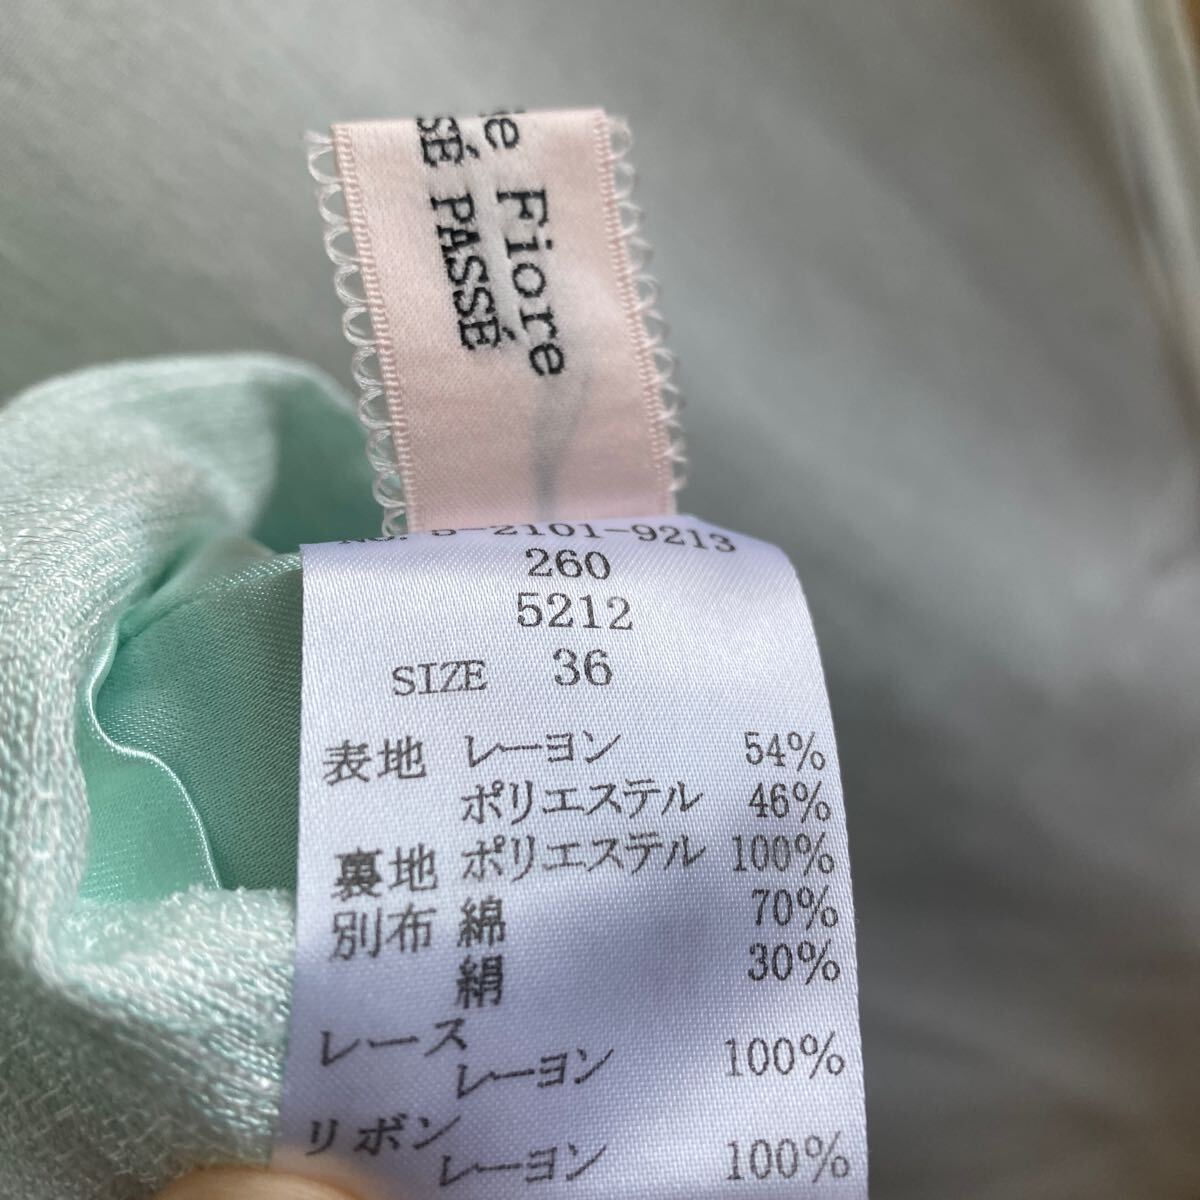 e Fiore
SÉ PASSÉ
-2101-9213
260
5212
SIZE 36
表地 レーヨン 54%
ポリエステル 46%
裏地 ポリエステル 100%
別布 綿 70%
絹 30%
レース
レーヨン 100%
リボン
レーヨン 100%